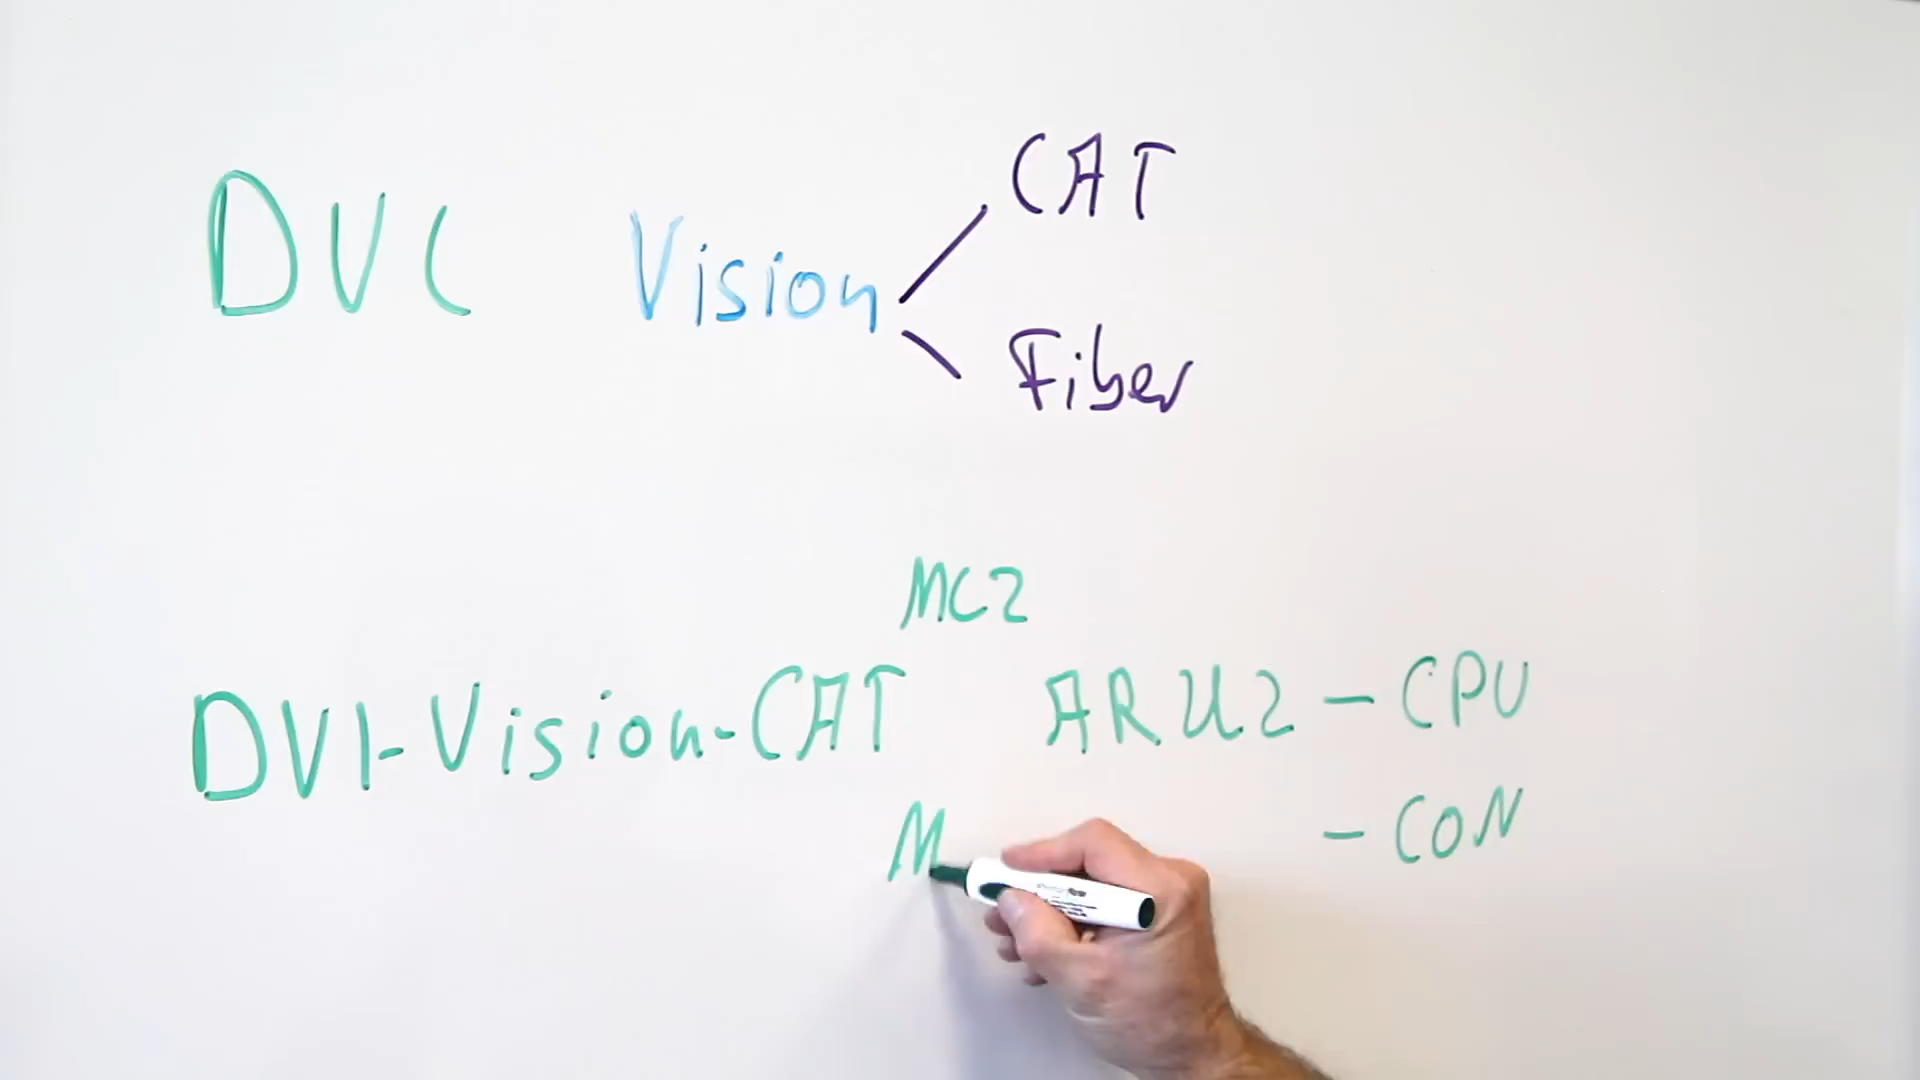 CAT
DVC Vision
Fiber
MC2
DVI-Vision-CAT ARU2 - CPU
- CON
M